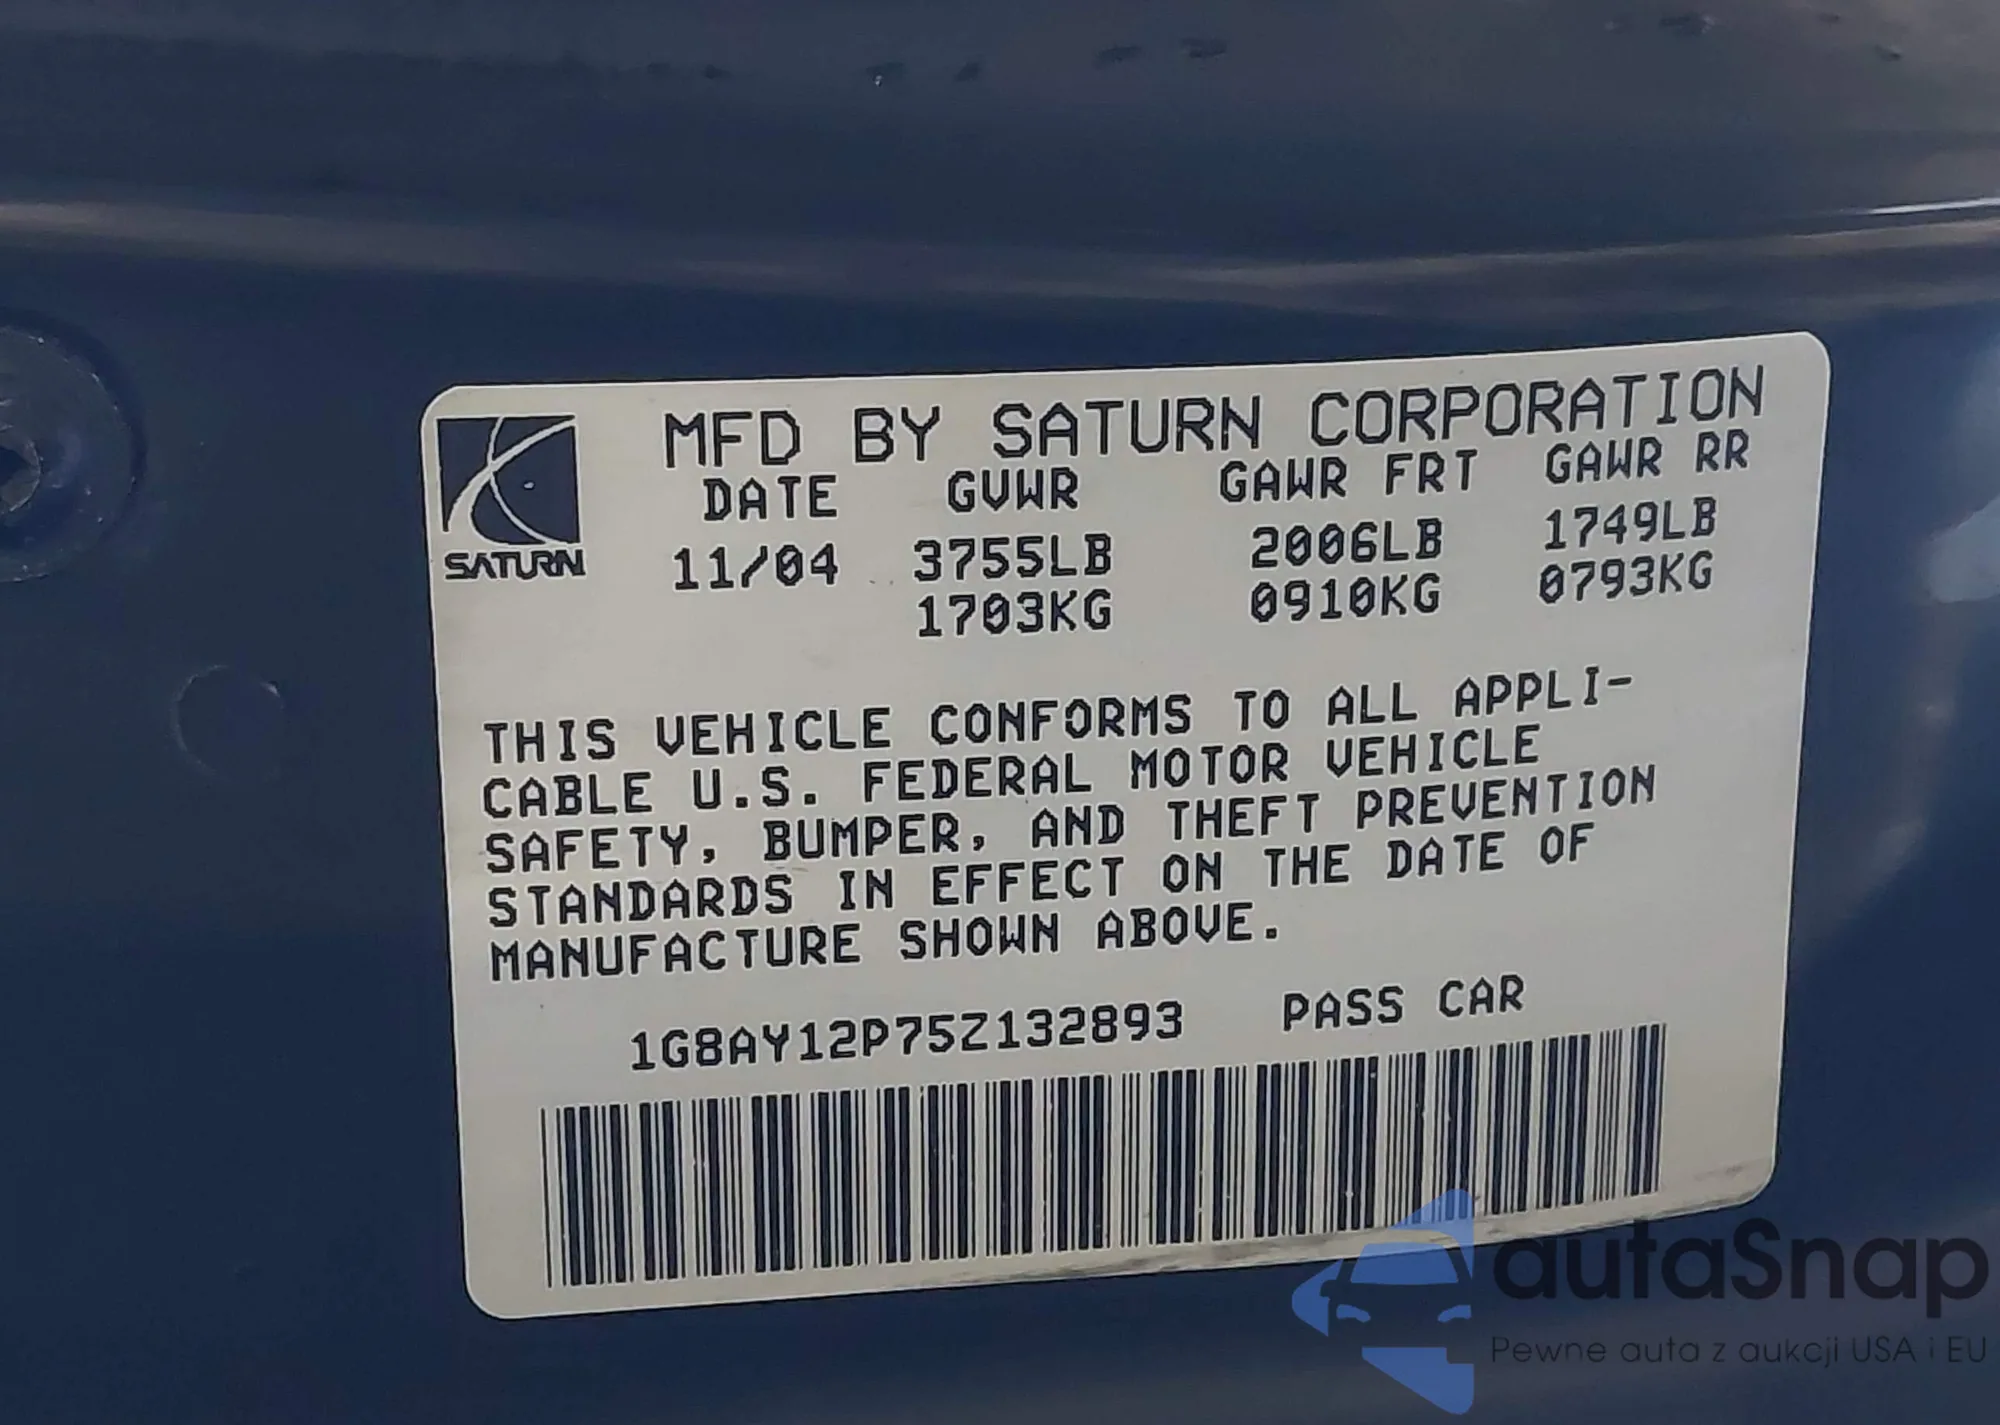 MFD BY SATURN CORPORATION
DATE GVWR GAWR FRT GAWR RR
11/04 3755LB 2006LB 1749LB
1703KG 0910KG 0793KG
SATURN
THIS VEHICLE CONFORMS TO ALL APPLI-
CABLE U.S. FEDERAL MOTOR VEHICLE
SAFETY, BUMPER, AND THEFT PREVENTION
STANDARDS IN EFFECT ON THE DATE OF
MANUFACTURE SHOWN ABOVE.
1G8AY12P75Z132893 PASS CAR
autaSnap
Pewne auta z aukcji USA i EU